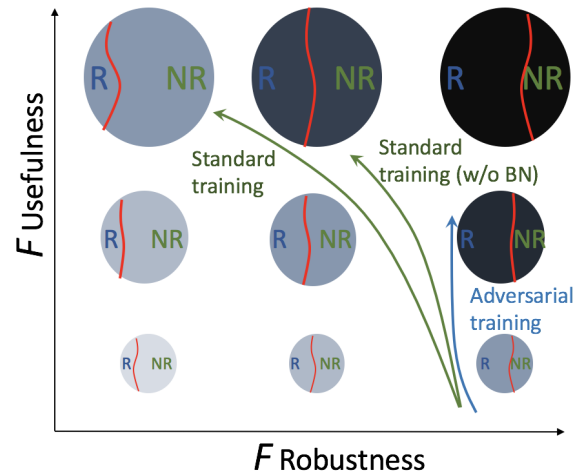 R NR
R NR
R NR
Standard
training
Standard
training (w/o BN)
R NR
R NR
R NR
Adversarial
training
R NR
R NR
R NR
F Usefulness
F Robustness